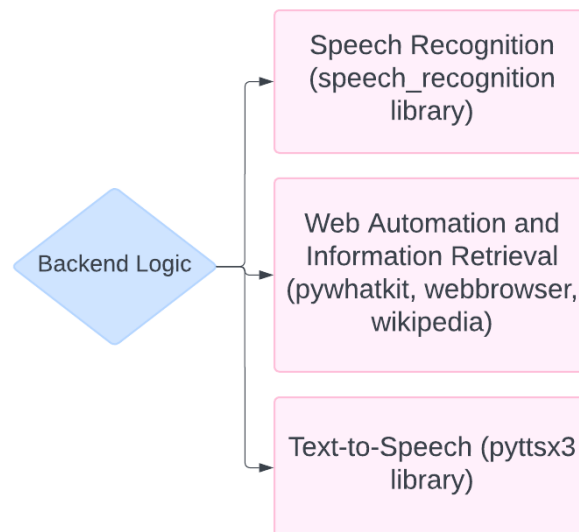 Speech Recognition
(speech_recognition
library)
Backend Logic
Web Automation and
Information Retrieval
(pywhatkit, webbrowser,
wikipedia)
Text-to-Speech (pyttsx3
library)